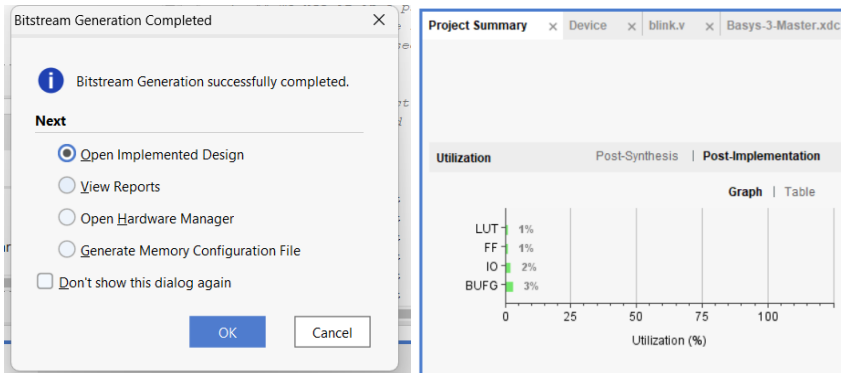 Bitstream Generation Completed
Bitstream Generation successfully completed.
Next
Open Implemented Design
View Reports
Open Hardware Manager
Generate Memory Configuration File
Don't show this dialog again
OK Cancel
Project Summary Device blink.v Basys-3-Master.xdc
Utilization Post-Synthesis | Post-Implementation
Graph | Table
LUT 1%
FF 1%
IO 2%
BUFG 3%
0 25 50 75 100
Utilization (%)